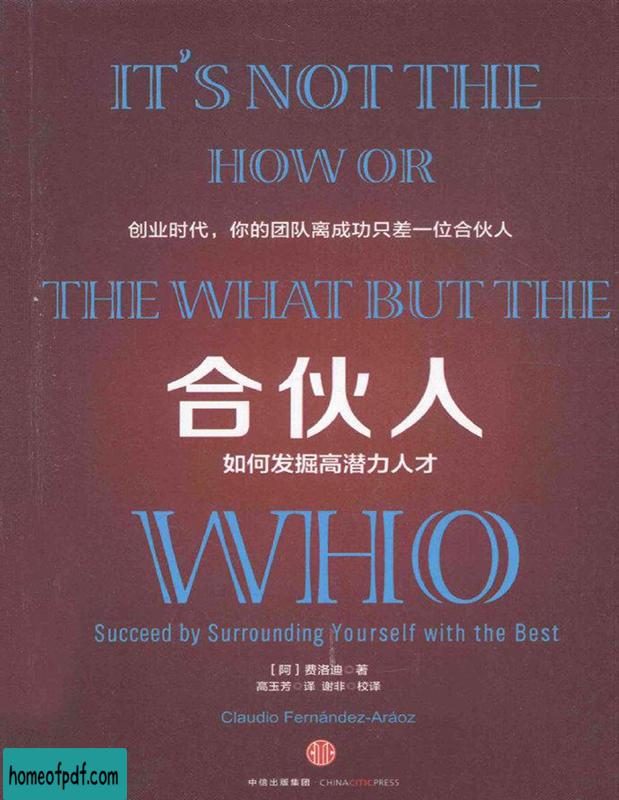 IT'S NOT THE
HOW OR
创业时代，你的团队离成功只差一位合伙人
THE WHAT BUT THE
合伙人
如何发掘高潜力人才
WHO
Succeed by Surrounding Yourself with the Best
［阿］费洛迪◎著
高玉芳◎译 谢非◎校译
Claudio Fernández-Aráoz
CITIC
中信出版集团·CHINACITICPRESS
homeofpdf.com